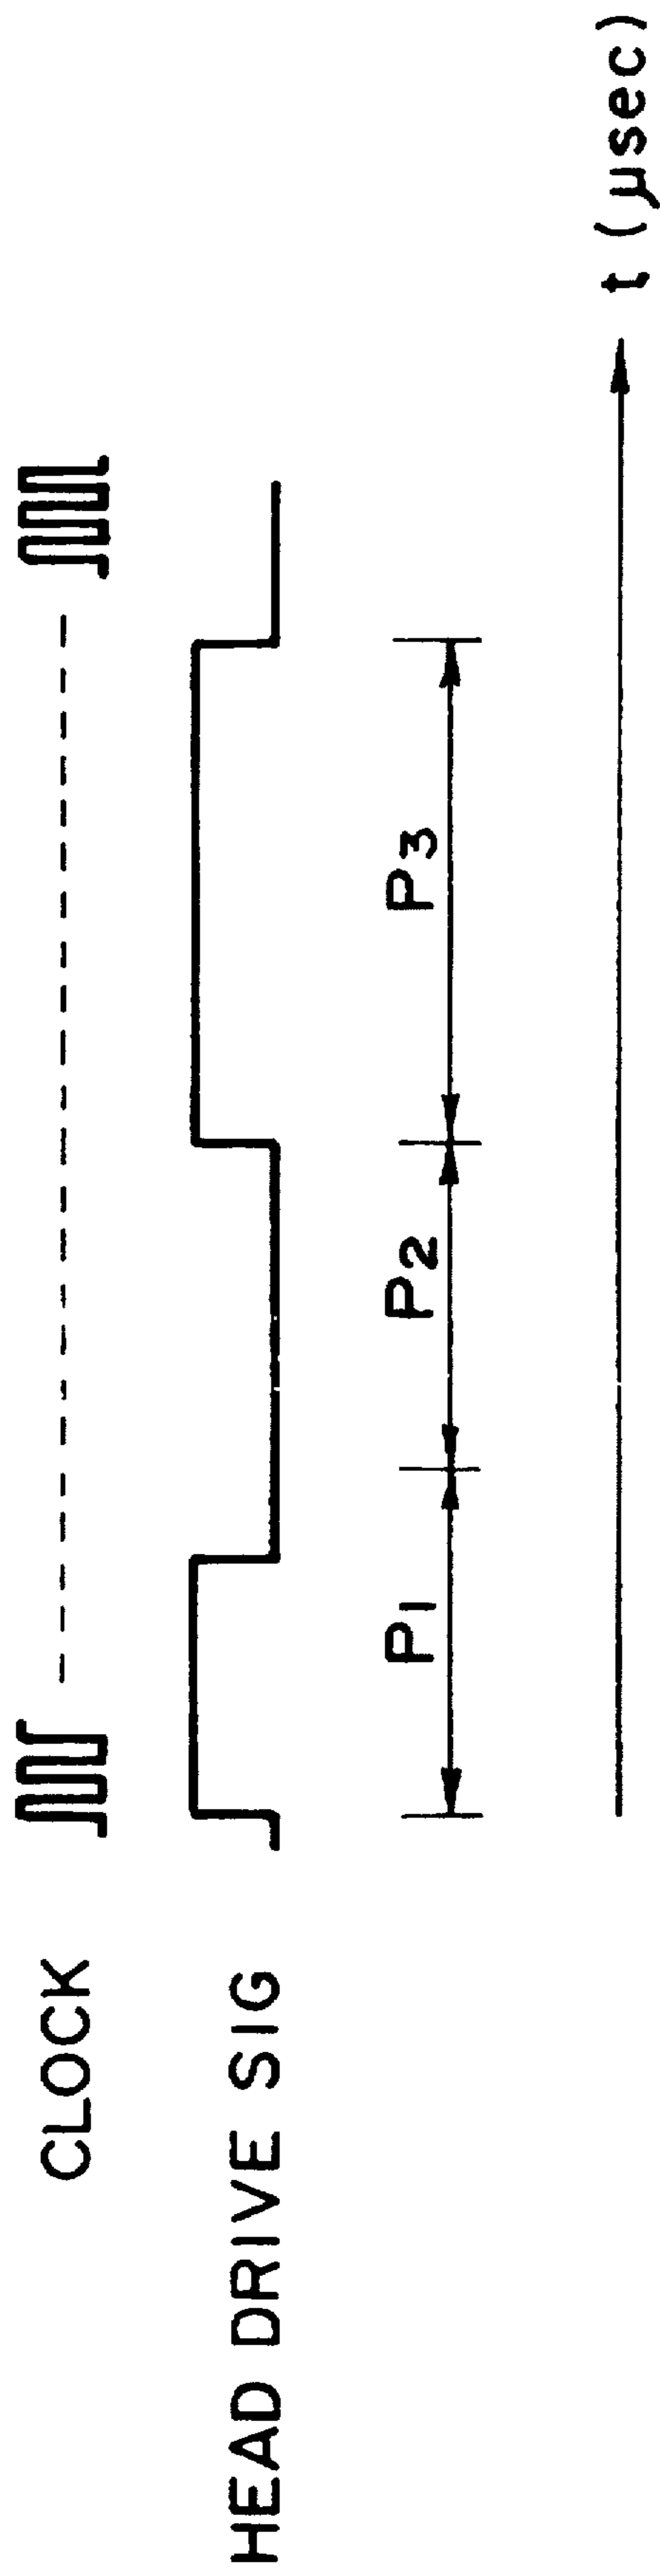 CLOCK
HEAD DRIVE SIG
P1
P2
P3
t (μsec)